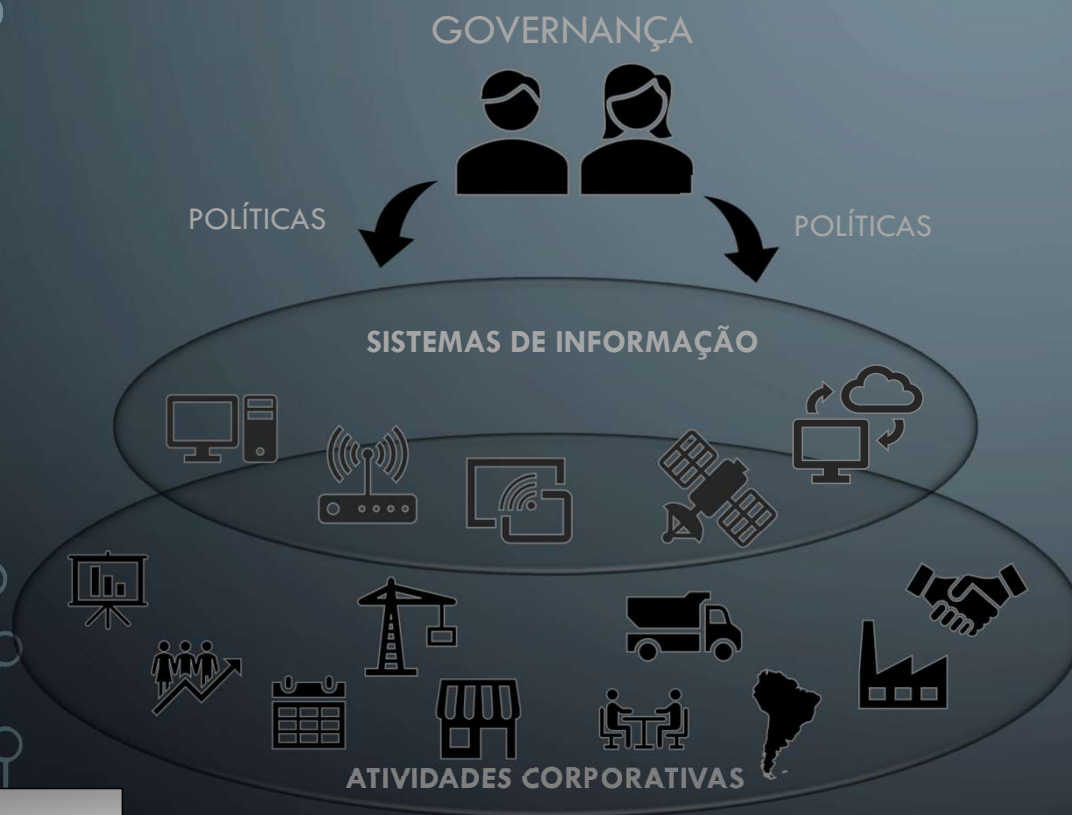 GOVERNANÇA
POLÍTICAS
POLÍTICAS
SISTEMAS DE INFORMAÇÃO
ATIVIDADES CORPORATIVAS